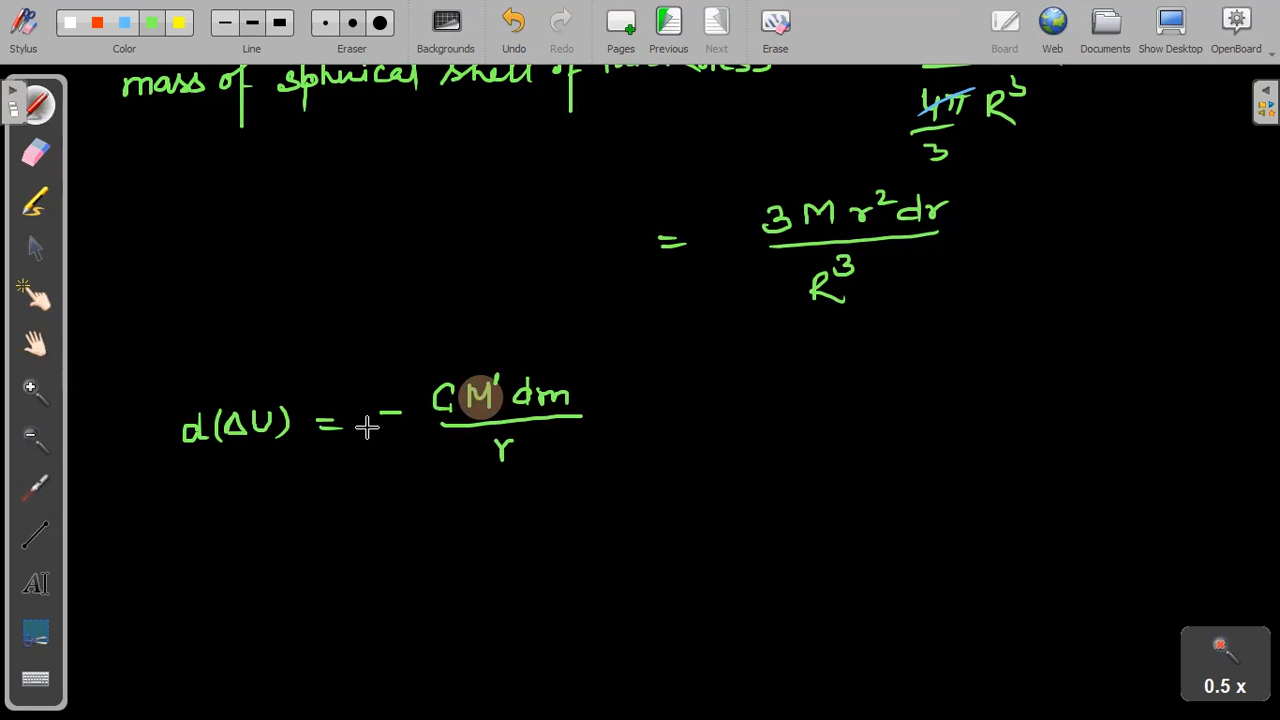 Stylus Color Line Eraser Backgrounds Undo Redo Pages Previous Next Erase Board Web Documents Show Desktop OpenBoard
mass of spherical shell of thickness
4π R³
3
= 3 M r² dr
R³
d(ΔU) = - G M' dm
r
0.5 x